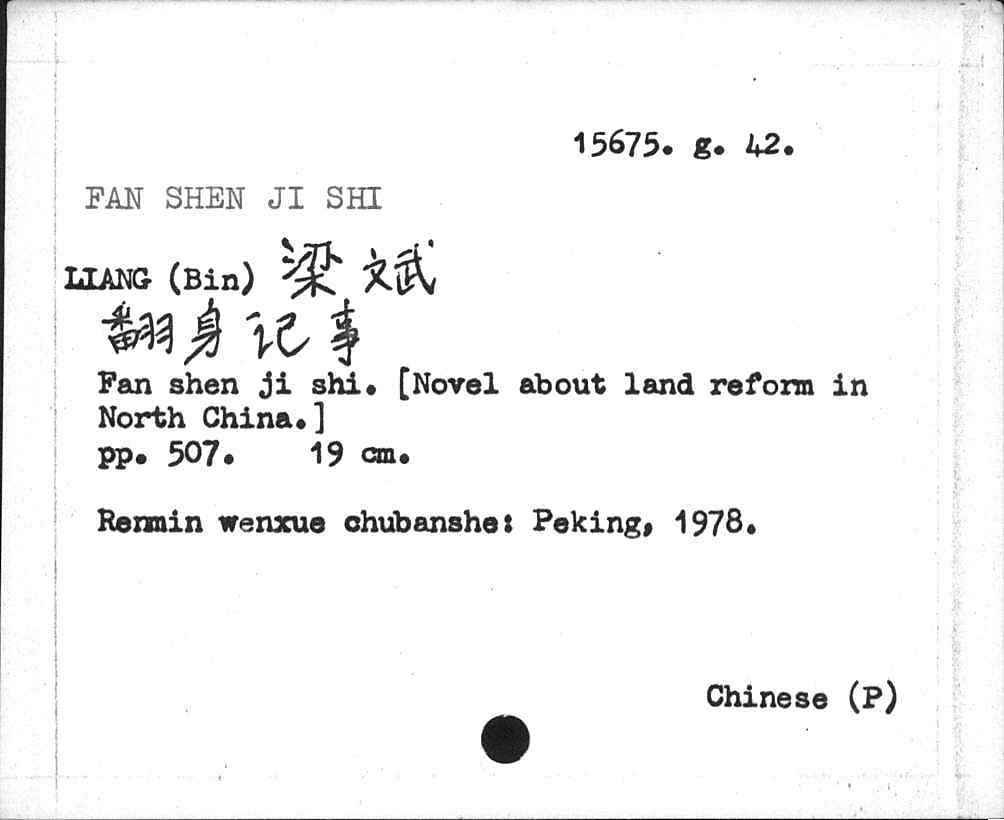 15675. g. 42.
FAN SHEN JI SHI
LIANG (Bin) 梁斌
翻身记事
Fan shen ji shi. [Novel about land reform in
North China.]
pp. 507. 19 cm.
Renmin wenxue chubanshe: Peking, 1978.
Chinese (P)